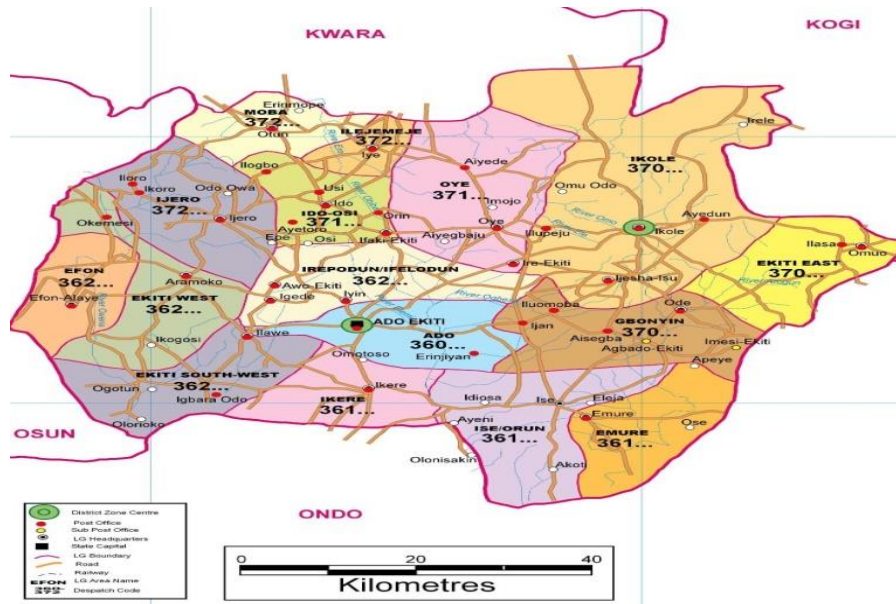 KWARA
KOGI
Erinmope
MOBA
372...
Otun
ILEJEMEJE
372...
Iye
Irele
Ilogbo
Aiyede
IKOLE
370...
Iloro
Ikoro
Odo Owa
Usi
OYE
371...
Omu Odo
IJERO
372...
Ido
IDO-OSI
371...
Orin
Imojo
Okemesi
Ijero
Ayetoro
Oye
Ilupeju
River Omo
Ikole
Ayedun
Epe
Osi
Ifaki-Ekiti
Aiyegbaju
Ilasa
Omuo
EFON
362...
IREPODUN/IFELODUN
362...
Ire-Ekiti
EKITI EAST
370...
Aramoko
Awo-Ekiti
Ijesha-Isu
Efon-Alaye
EKITI WEST
362...
Igede
Iyin
Iluomoba
Ode
GBONYIN
370...
ADO EKITI
ADO
360...
Ijan
Aisegba
Agbado-Ekiti
Imesi-Ekiti
Ikogosi
Ilawe
Omotoso
Erinjiyan
Apeye
EKITI SOUTH-WEST
362...
Ogotun
Igbara Odo
Ikere
IKERE
361...
Idiosa
Ise
Eleja
Emure
Olorioko
Ayeni
ISE/ORUN
361...
EMURE
361...
Ose
OSUN
Olonisakin
Akoti
ONDO
District Zone Centre
Post Office
Sub Post Office
LG Headquarters
State Capital
LG Boundary
Road
Railway
EFON LG Area Name
360-372 Despatch Code
0 20 40
Kilometres